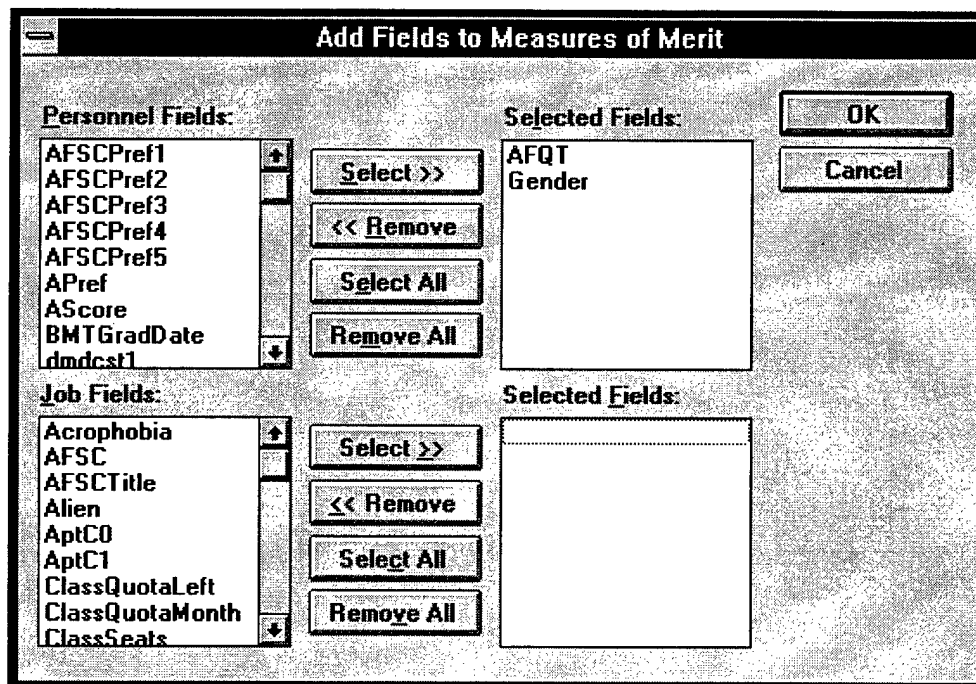 Add Fields to Measures of Merit
Personnel Fields:
AFSCPref1
AFSCPref2
AFSCPref3
AFSCPref4
AFSCPref5
APref
AScore
BMTGradDate
dmdcst1
Select >>
<< Remove
Select All
Remove All
Selected Fields:
AFQT
Gender
OK
Cancel
Job Fields:
Acrophobia
AFSC
AFSCTitle
Alien
AptC0
AptC1
ClassQuotaLeft
ClassQuotaMonth
ClassSeats
Select >>
<< Remove
Select All
Remove All
Selected Fields: